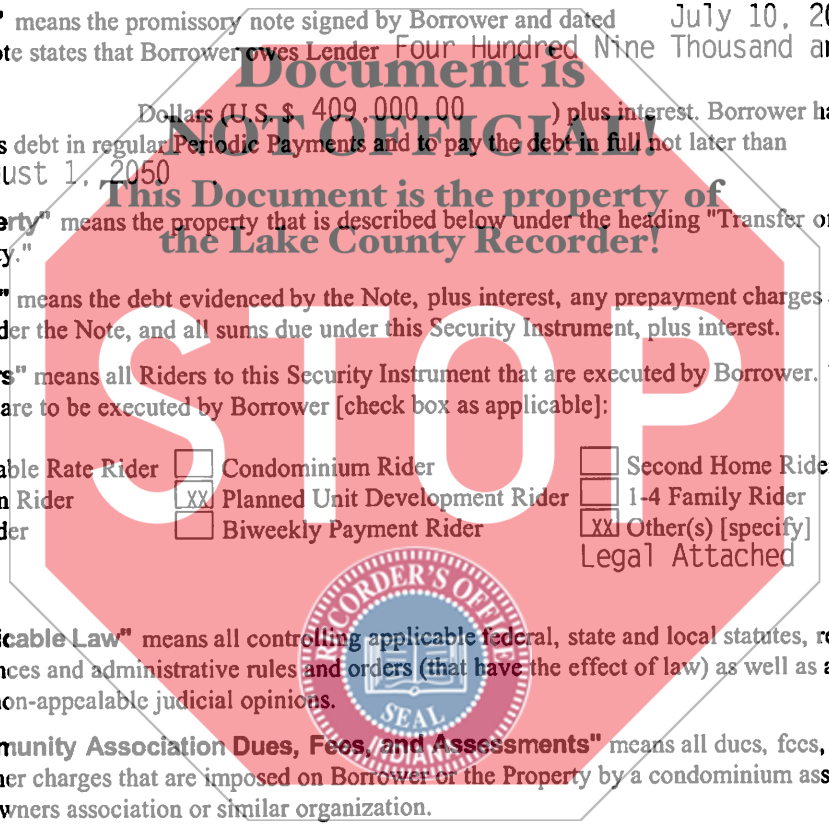 " means the promissory note signed by Borrower and dated July 10, 20
te states that Borrower owes Lender Four Hundred Nine Thousand an
Document is
Dollars (U.S. $ 409,000.00 ) plus interest. Borrower ha
NOT OFFICIAL!
s debt in regular Periodic Payments and to pay the debt in full not later than
ust 1, 2050 .
This Document is the property of
erty" means the property that is described below under the heading "Transfer of
the Lake County Recorder!
y."
" means the debt evidenced by the Note, plus interest, any prepayment charges
der the Note, and all sums due under this Security Instrument, plus interest.
STOP
s" means all Riders to this Security Instrument that are executed by Borrower.
are to be executed by Borrower [check box as applicable]:
able Rate Rider Condominium Rider Second Home Ride
n Rider XX Planned Unit Development Rider 1-4 Family Rider
der Biweekly Payment Rider XX Other(s) [specify]
Legal Attached
RECORDER'S OFFICE
icable Law" means all controlling applicable federal, state and local statutes, re
nces and administrative rules and orders (that have the effect of law) as well as a
on-appealable judicial opinions.
SEAL
INDIANA
munity Association Dues, Fees, and Assessments" means all dues, fees,
er charges that are imposed on Borrower or the Property by a condominium ass
wners association or similar organization.